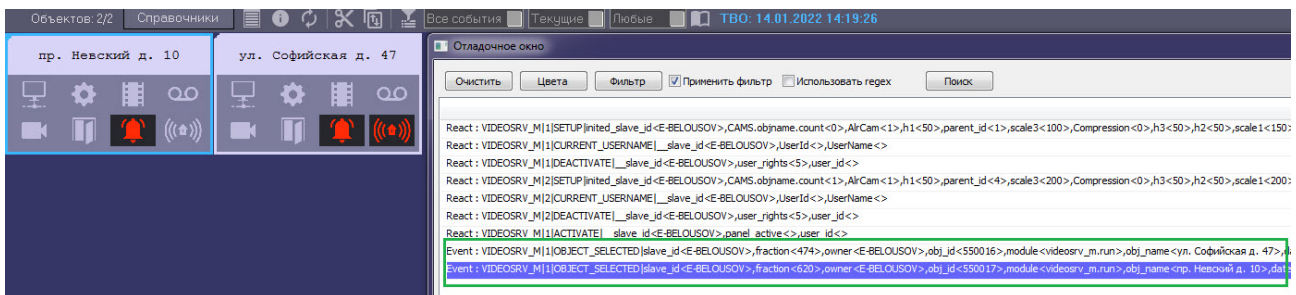 Объектов: 2/2 Справочники Все события Текущие Любые ТВО: 14.01.2022 14:19:26
пр. Невский д. 10 ул. Софийская д. 47
Отладочное окно
Очистить Цвета Фильтр Применить фильтр Использовать regex Поиск
React : VIDEOSRV_M|1|SETUP|inited_slave_id<E-BELOUSOV>,CAMS.objname.count<0>,AlrCam<1>,h1<50>,parent_id<1>,scale3<100>,Compression<0>,h3<50>,h2<50>,scale1<150>
React : VIDEOSRV_M|1|CURRENT_USERNAME|__slave_id<E-BELOUSOV>,UserId<>,UserName<>
React : VIDEOSRV_M|1|DEACTIVATE|__slave_id<E-BELOUSOV>,user_rights<5>,user_id<>
React : VIDEOSRV_M|2|SETUP|inited_slave_id<E-BELOUSOV>,CAMS.objname.count<1>,AlrCam<1>,h1<50>,parent_id<4>,scale3<200>,Compression<0>,h3<50>,h2<50>,scale1<200>
React : VIDEOSRV_M|2|CURRENT_USERNAME|__slave_id<E-BELOUSOV>,UserId<>,UserName<>
React : VIDEOSRV_M|2|DEACTIVATE|__slave_id<E-BELOUSOV>,user_rights<5>,user_id<>
React : VIDEOSRV_M|1|ACTIVATE|__slave_id<E-BELOUSOV>,panel_active<>,user_id<>
Event : VIDEOSRV_M|1|OBJECT_SELECTED|slave_id<E-BELOUSOV>,fraction<474>,owner<E-BELOUSOV>,obj_id<550016>,module<videosrv_m.run>,obj_name<ул. Софийская д. 47>,da
Event : VIDEOSRV_M|1|OBJECT_SELECTED|slave_id<E-BELOUSOV>,fraction<620>,owner<E-BELOUSOV>,obj_id<550017>,module<videosrv_m.run>,obj_name<пр. Невский д. 10>,date